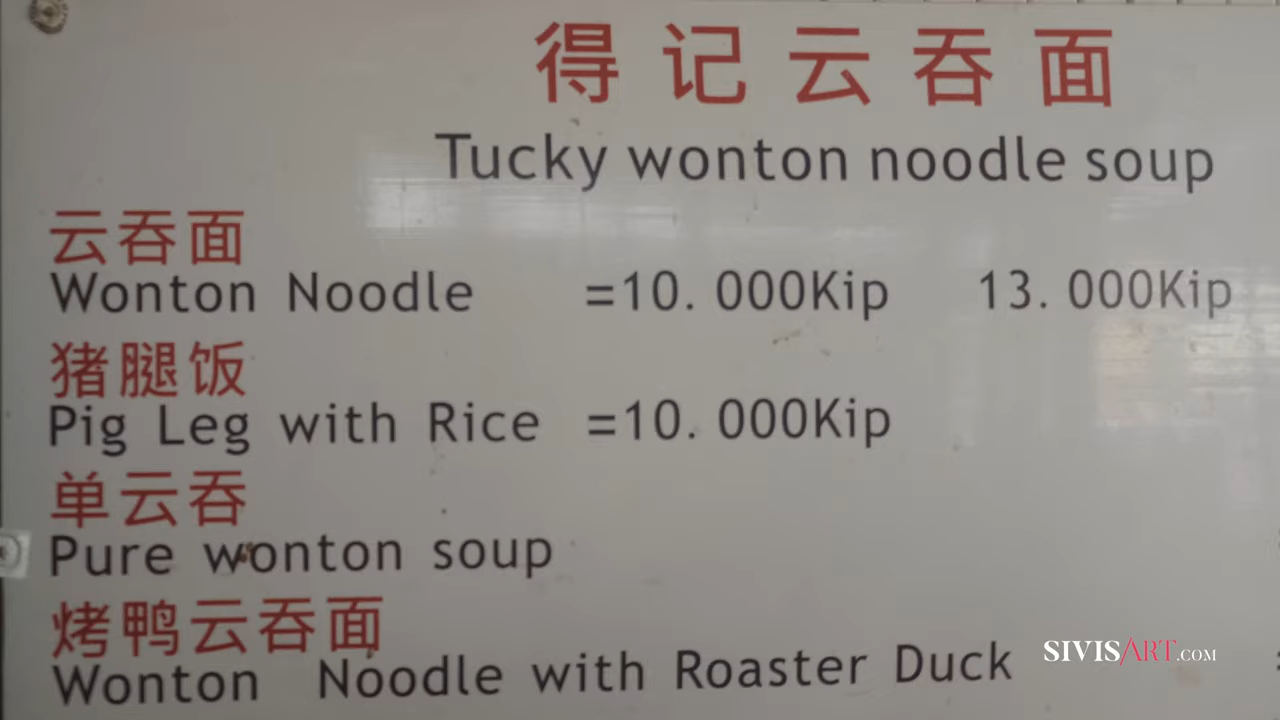 得记云吞面
Tucky wonton noodle soup
云吞面
Wonton Noodle =10. 000Kip 13. 000Kip
猪腿饭
Pig Leg with Rice =10. 000Kip
单云吞
Pure wonton soup
烤鸭云吞面
Wonton Noodle with Roaster Duck
SIVIS/ART.COM